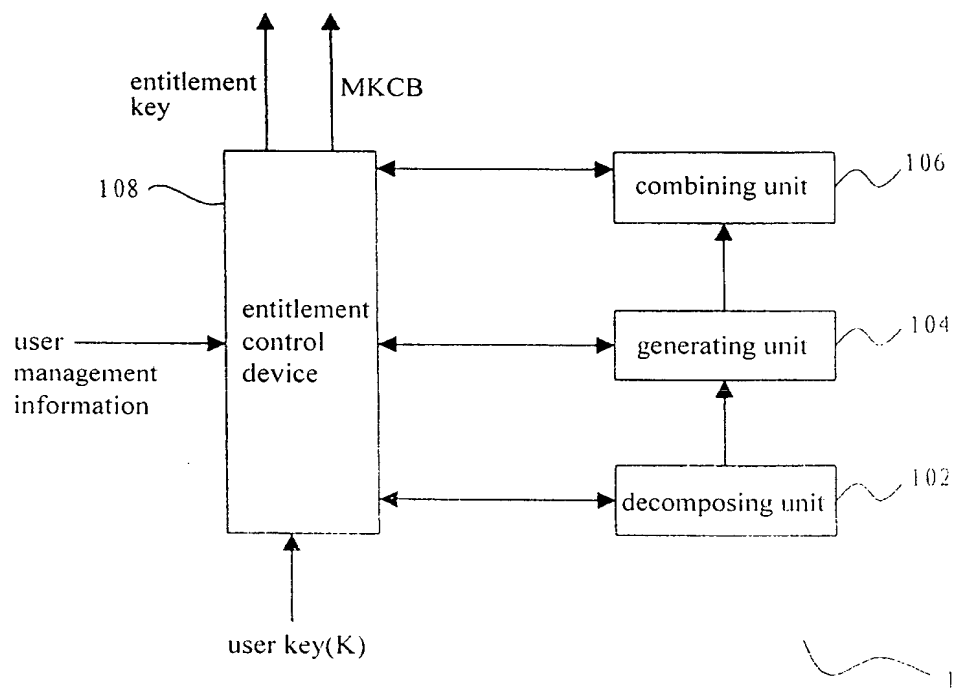 entitlement
key
MKCB
108
combining unit
106
entitlement
control
device
user
management
information
generating unit
104
decomposing unit
102
user key(K)
1